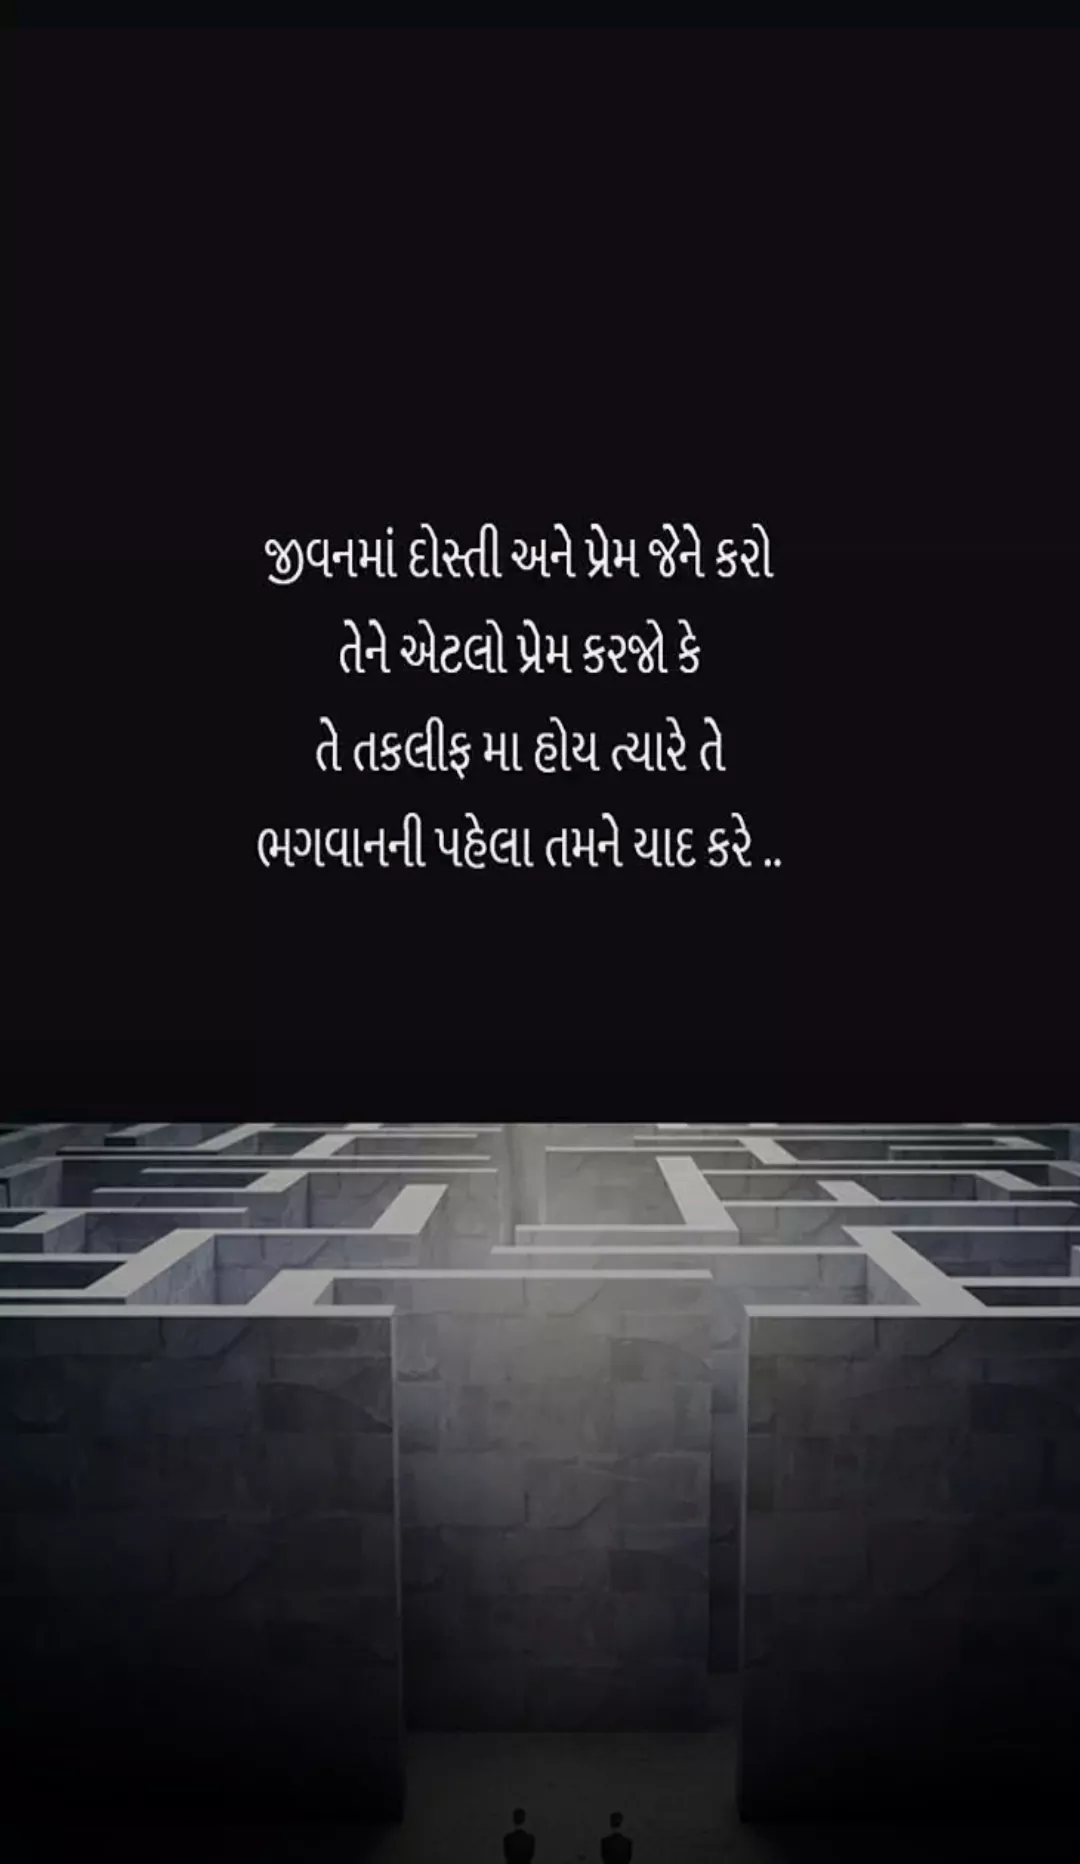 જીવનમાં દોસ્તી અને પ્રેમ જેને કરો
તેને એટલો પ્રેમ કરજો કે
તે તકલીફ મા હોય ત્યારે તે
ભગવાનની પહેલા તમને યાદ કરે ..